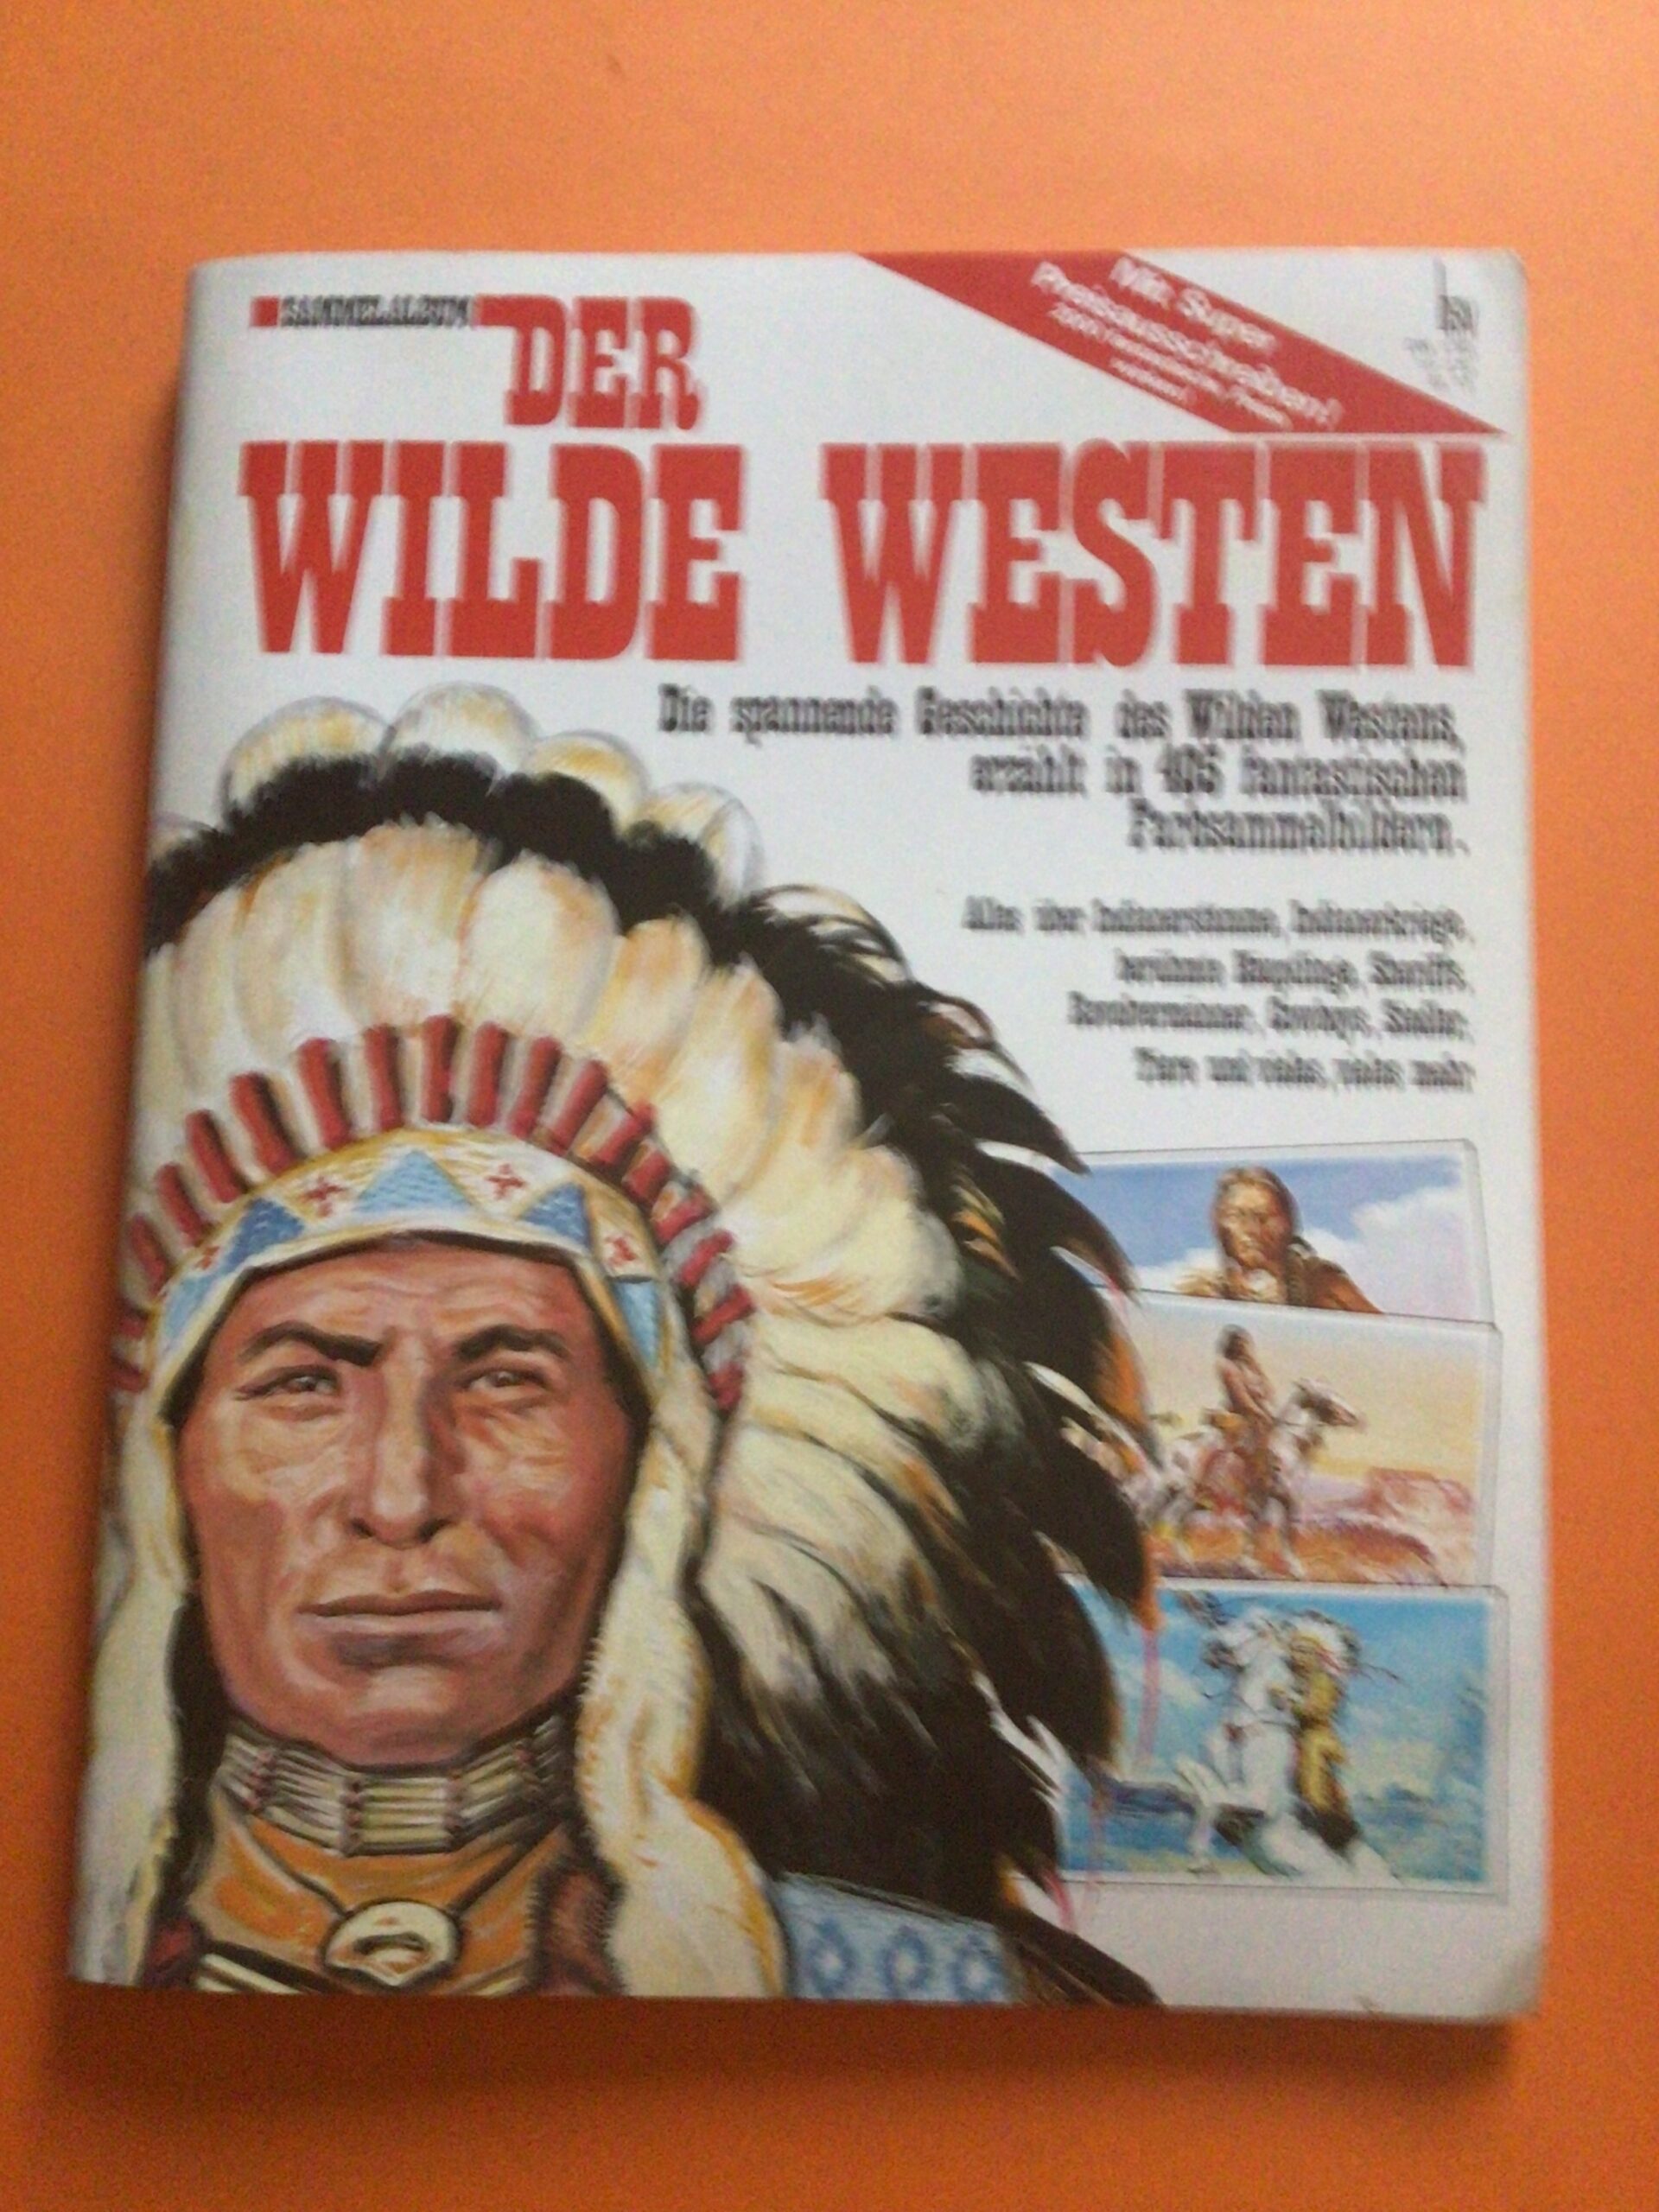 SAMMELALBUM
DER
WILDE WESTEN
Mit Super
Preisausschreiben!
Die spannende Geschichte des Wilden Westens,
erzählt in fantastischen
Farbsammelbildern.
Alles über Indianerstämme, Indianerkriege,
berühmte Häuptlinge, Sheriffs,
Revolvermänner, Cowboys, Siedler,
Tiere und vieles, vieles mehr